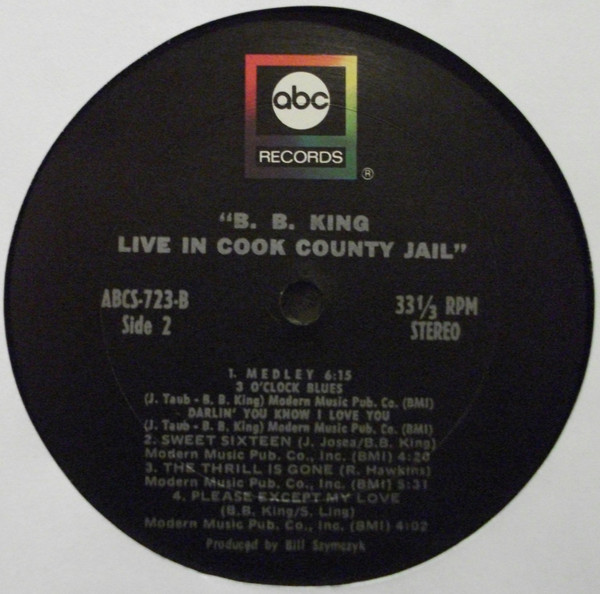 abc
RECORDS
®
"B. B. KING
LIVE IN COOK COUNTY JAIL"
ABCS-723-B
Side 2
33 1/3 RPM
STEREO
1. MEDLEY 6:15
3 O'CLOCK BLUES
(J. Taub - B. B. King) Modern Music Pub. Co. (BMI)
DARLIN' YOU KNOW I LOVE YOU
(J. Taub - B. B. King) Modern Music Pub. Co. (BMI)
2. SWEET SIXTEEN (J. Josea/B.B. King)
Modern Music Pub. Co., Inc. (BMI) 4:20
3. THE THRILL IS GONE (R. Hawkins)
Modern Music Pub. Co., Inc. (BMI) 5:31
4. PLEASE EXCEPT MY LOVE
(B.B. King/S. Ling)
Modern Music Pub. Co., Inc. (BMI) 4:02
Produced by Bill Szymczyk